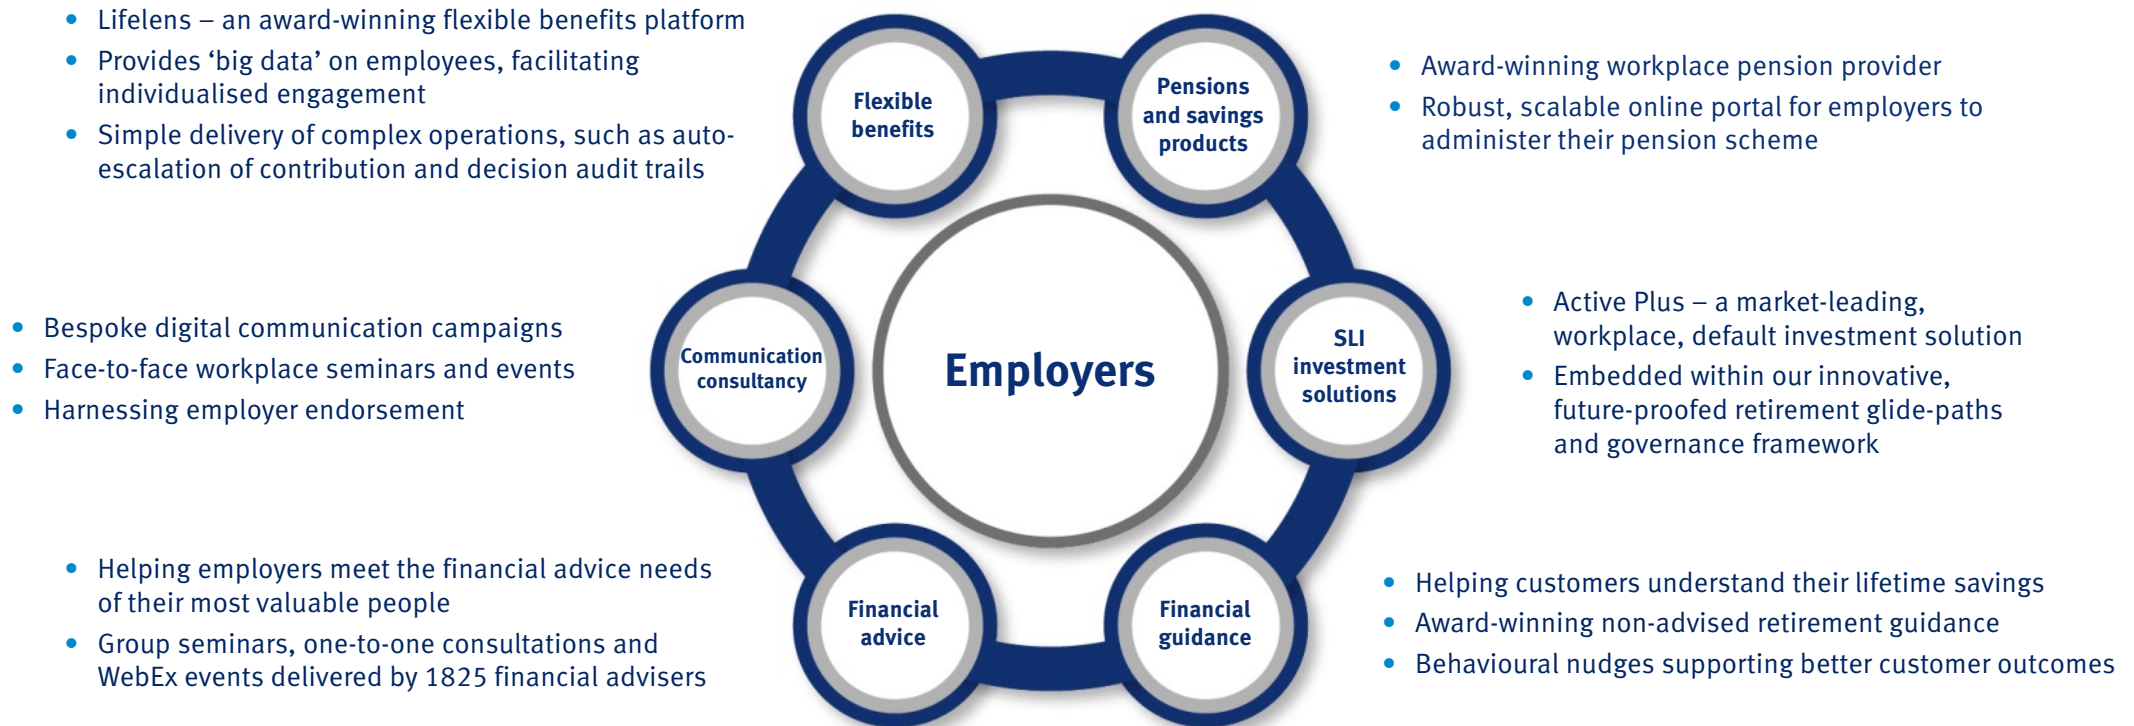 Lifelens – an award-winning flexible benefits platform
Provides ‘big data’ on employees, facilitating
individualised engagement
Simple delivery of complex operations, such as auto-
escalation of contribution and decision audit trails
Flexible
benefits
Pensions
and savings
products
Award-winning workplace pension provider
Robust, scalable online portal for employers to
administer their pension scheme
Bespoke digital communication campaigns
Face-to-face workplace seminars and events
Harnessing employer endorsement
Communication
consultancy
Employers
SLI
investment
solutions
Active Plus – a market-leading,
workplace, default investment solution
Embedded within our innovative,
future-proofed retirement glide-paths
and governance framework
Helping employers meet the financial advice needs
of their most valuable people
Group seminars, one-to-one consultations and
WebEx events delivered by 1825 financial advisers
Financial
advice
Financial
guidance
Helping customers understand their lifetime savings
Award-winning non-advised retirement guidance
Behavioural nudges supporting better customer outcomes